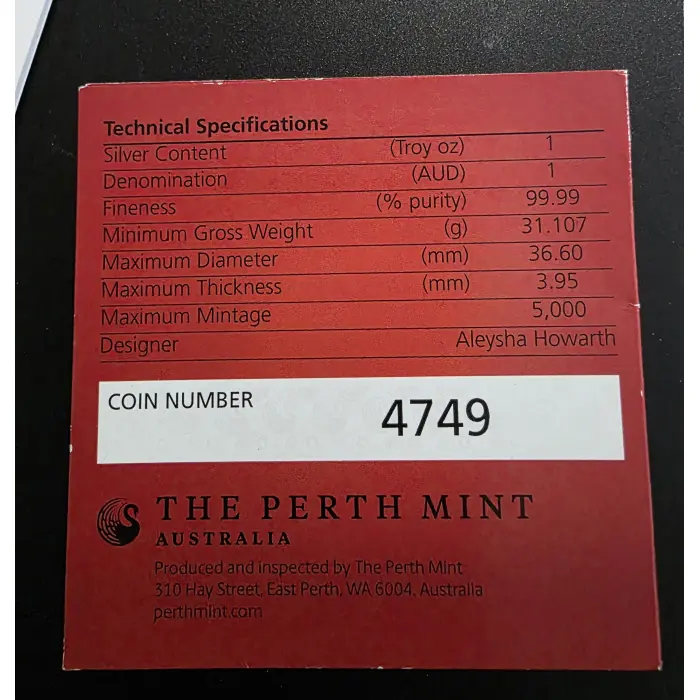 Technical Specifications
Silver Content (Troy oz) 1
Denomination (AUD) 1
Fineness (% purity) 99.99
Minimum Gross Weight (g) 31.107
Maximum Diameter (mm) 36.60
Maximum Thickness (mm) 3.95
Maximum Mintage 5,000
Designer Aleysha Howarth
COIN NUMBER 4749
THE PERTH MINT
AUSTRALIA
Produced and inspected by The Perth Mint
310 Hay Street, East Perth, WA 6004, Australia
perthmint.com